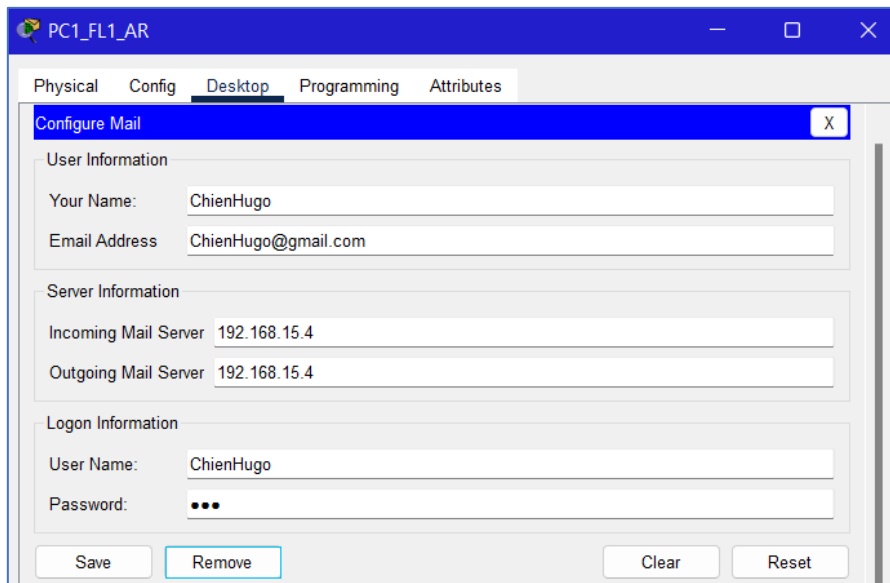 PC1_FL1_AR
Physical Config Desktop Programming Attributes
Configure Mail X
User Information
Your Name: ChienHugo
Email Address ChienHugo@gmail.com
Server Information
Incoming Mail Server 192.168.15.4
Outgoing Mail Server 192.168.15.4
Logon Information
User Name: ChienHugo
Password: ●●●
Save Remove Clear Reset